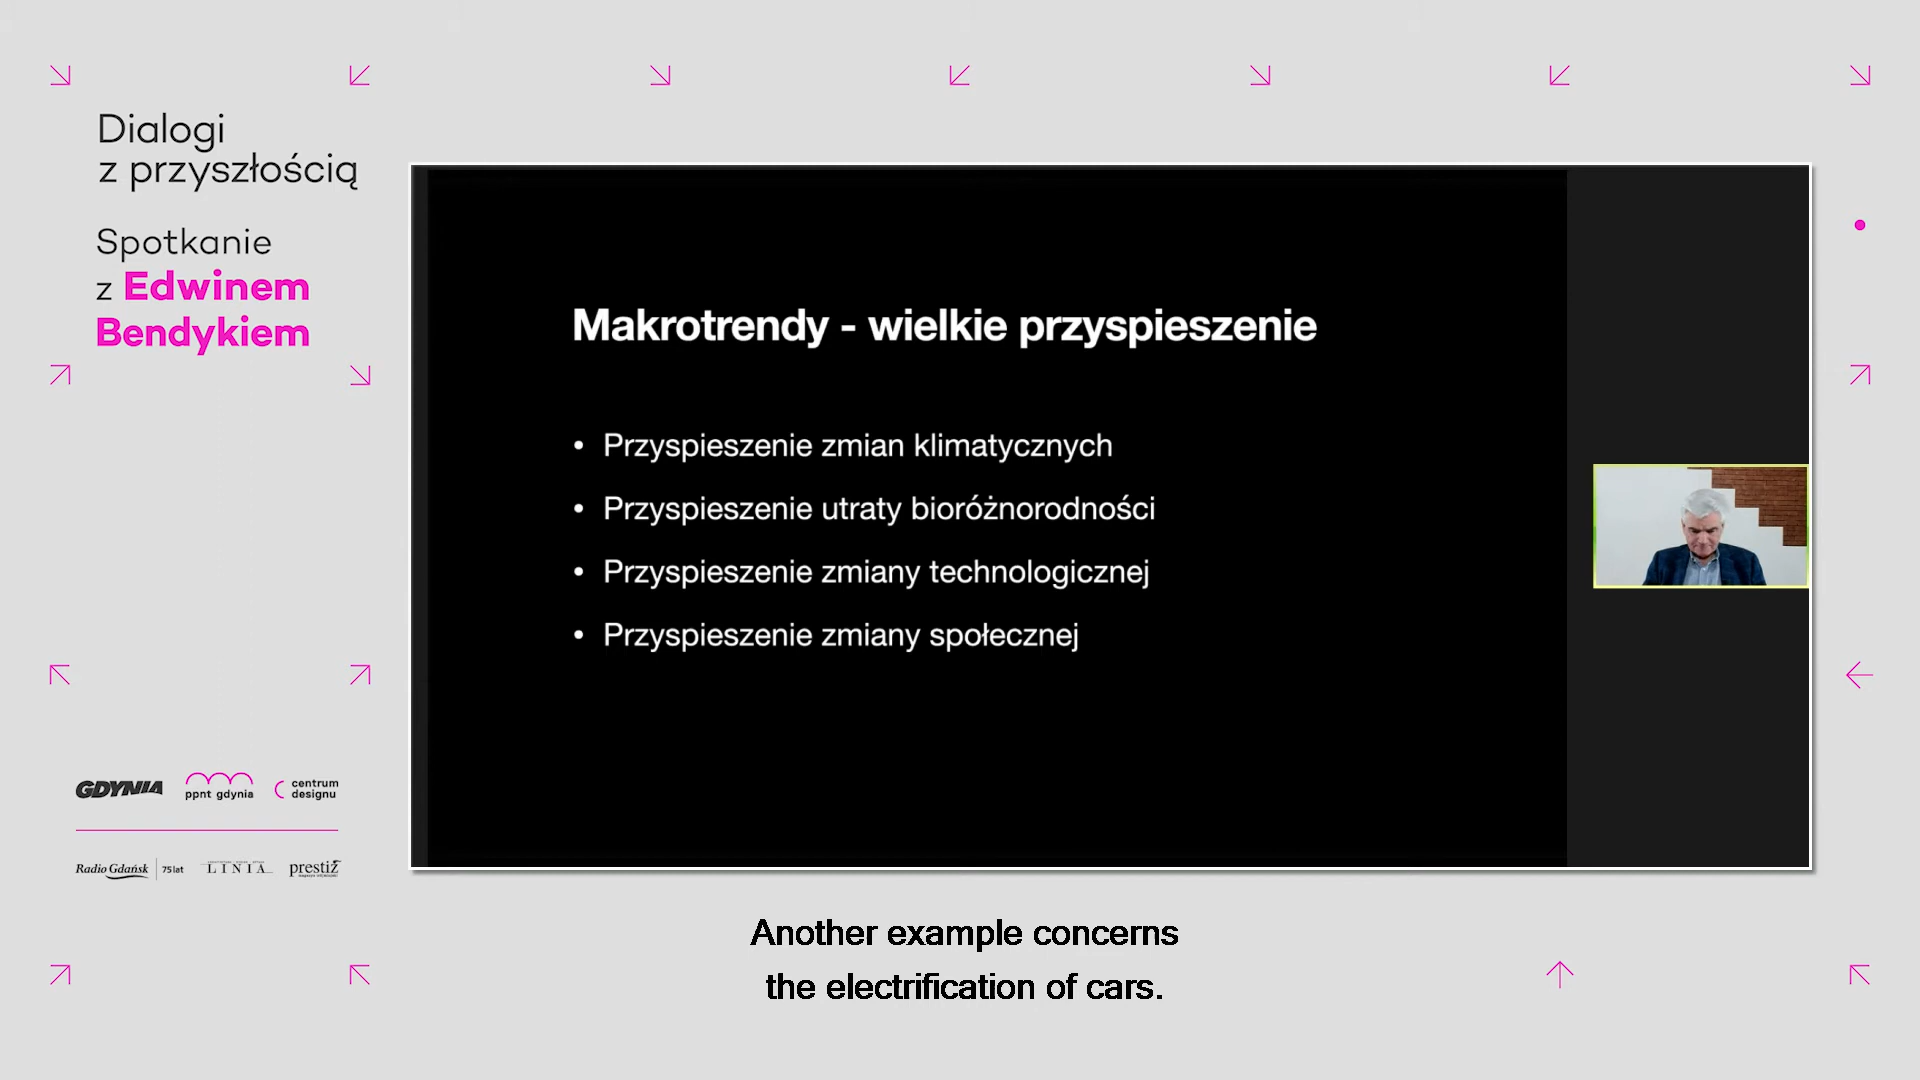 Dialogi
z przyszłością
Spotkanie
z Edwinem
Bendykiem
Makrotrendy - wielkie przyspieszenie
• Przyspieszenie zmian klimatycznych
• Przyspieszenie utraty bioróżnorodności
• Przyspieszenie zmiany technologicznej
• Przyspieszenie zmiany społecznej
GDYNIA
ppnt gdynia
centrum
designu
Radio Gdańsk
75 lat
LINIA
prestiż
Another example concerns
the electrification of cars.